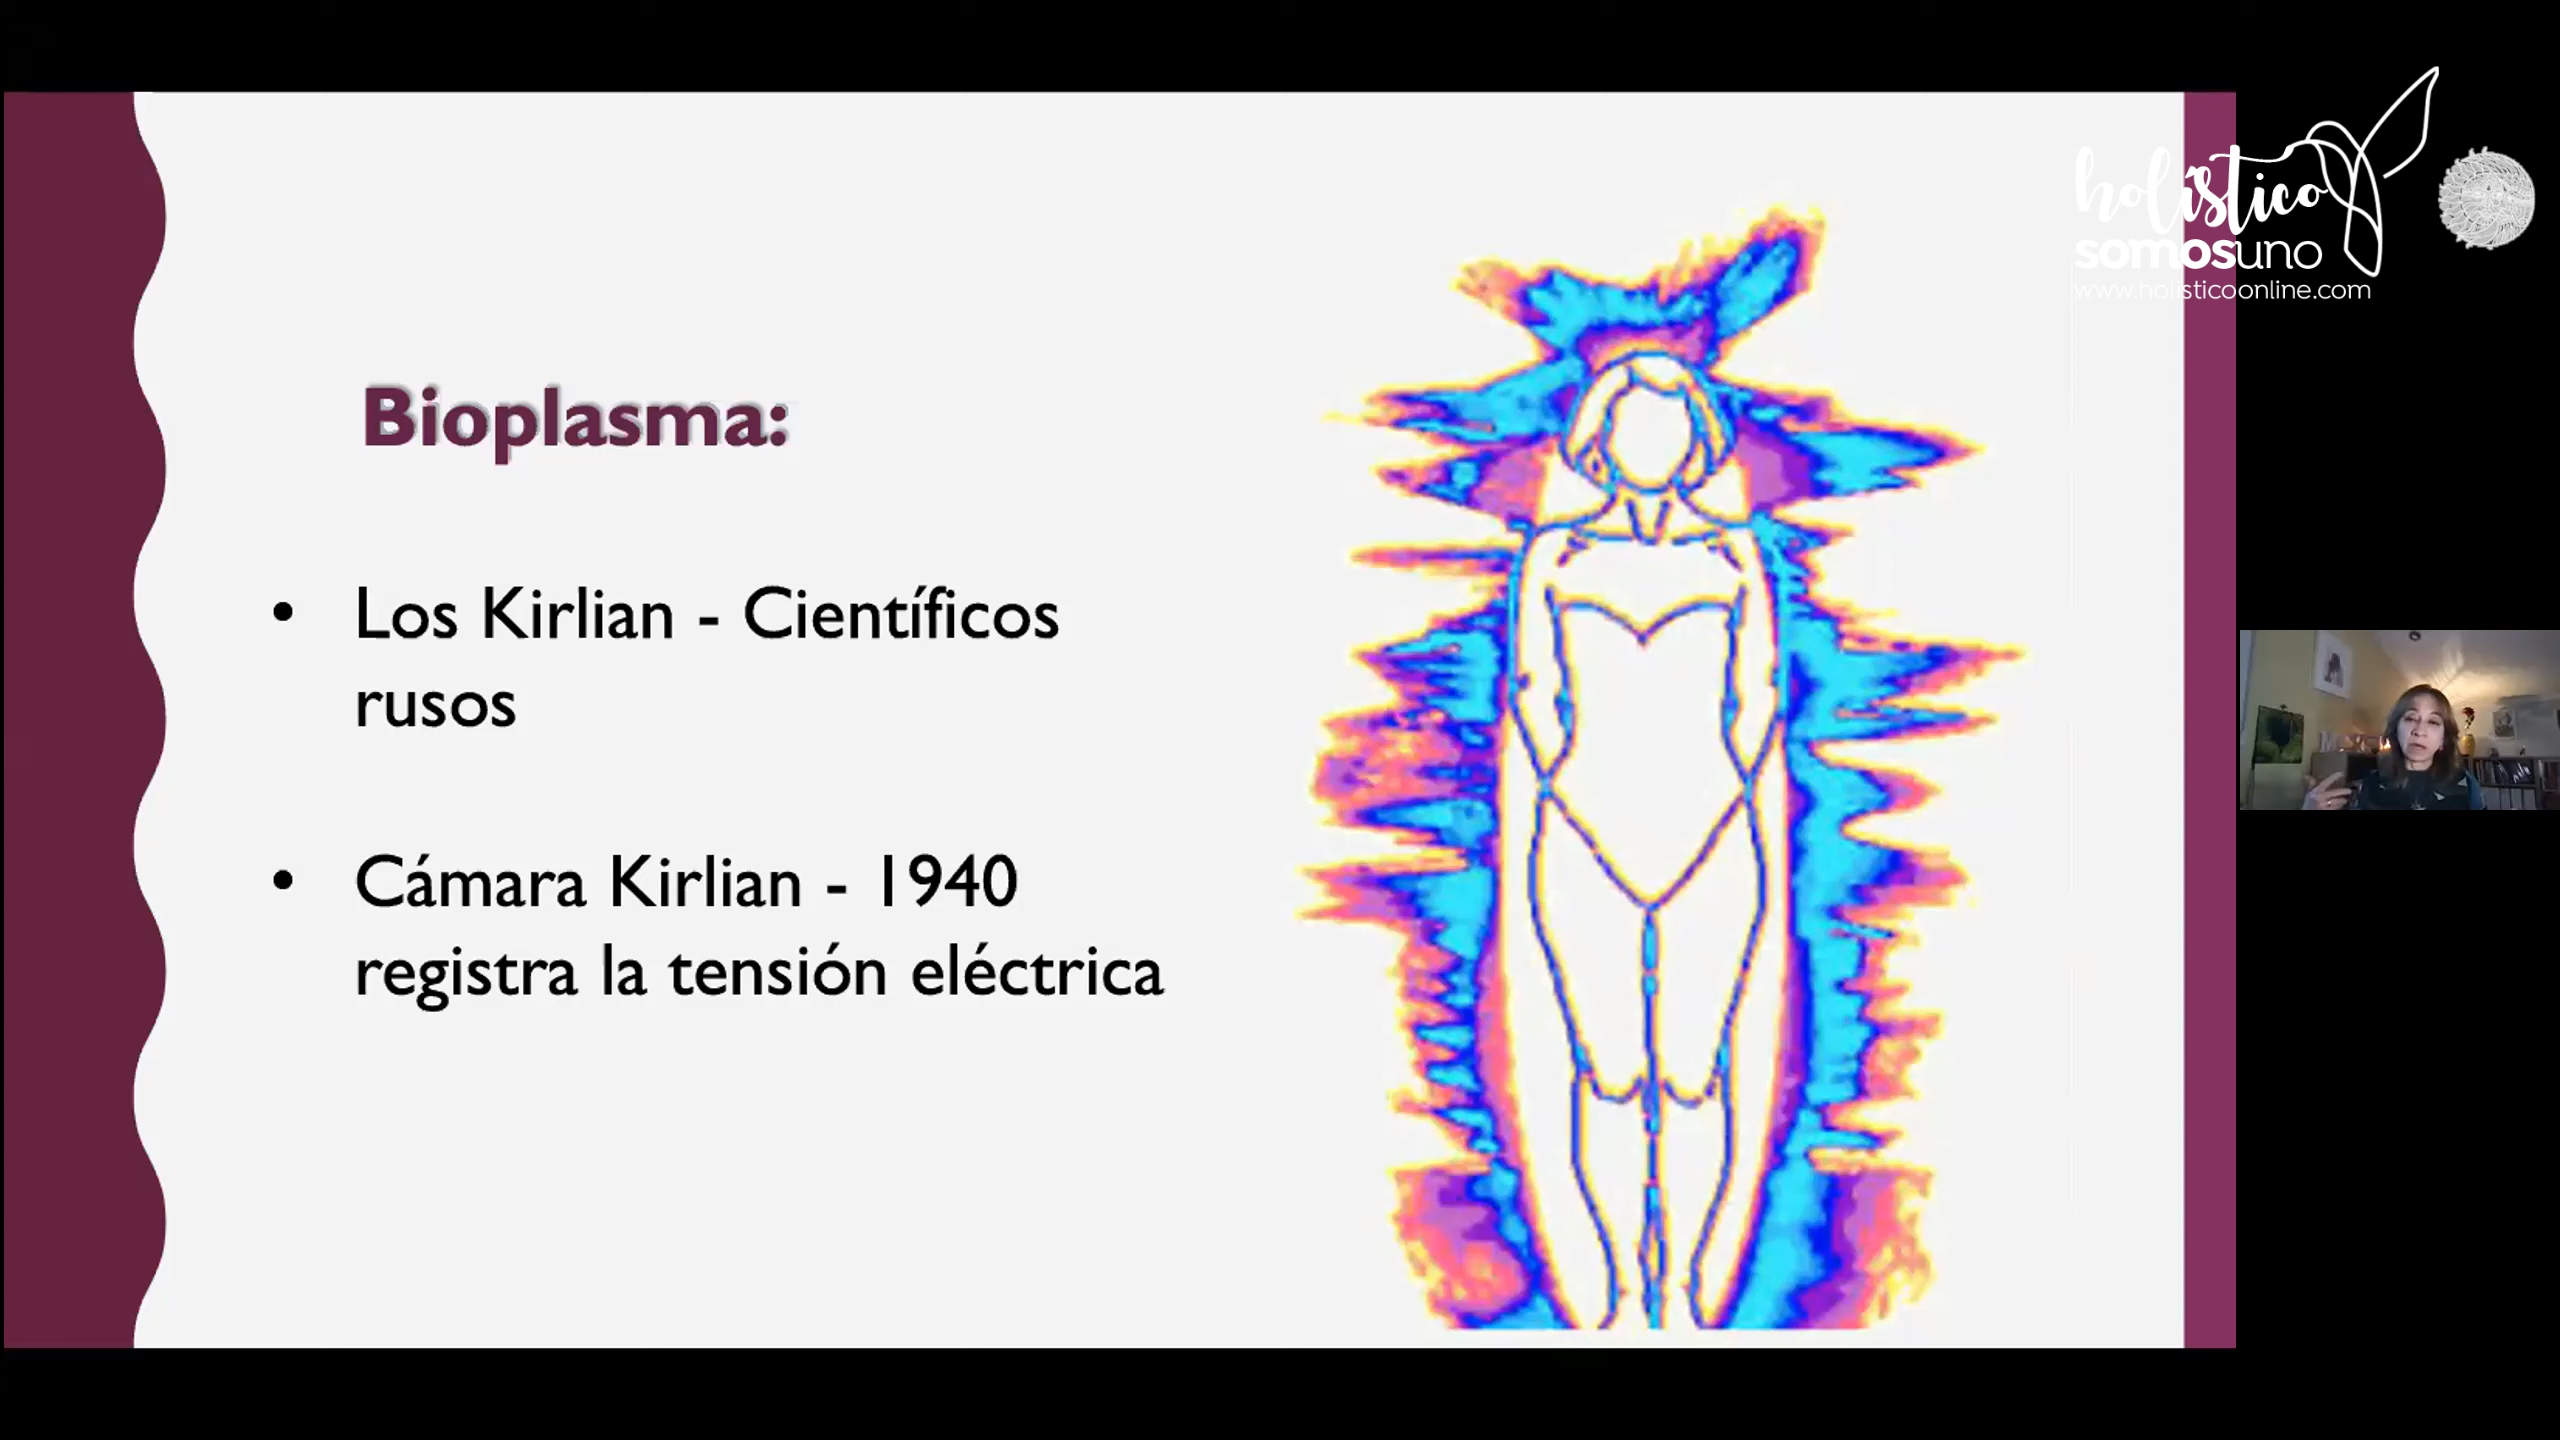 holístico
somosuno
www.holisticoonline.com
Bioplasma:
• Los Kirlian - Científicos
rusos
• Cámara Kirlian - 1940
registra la tensión eléctrica